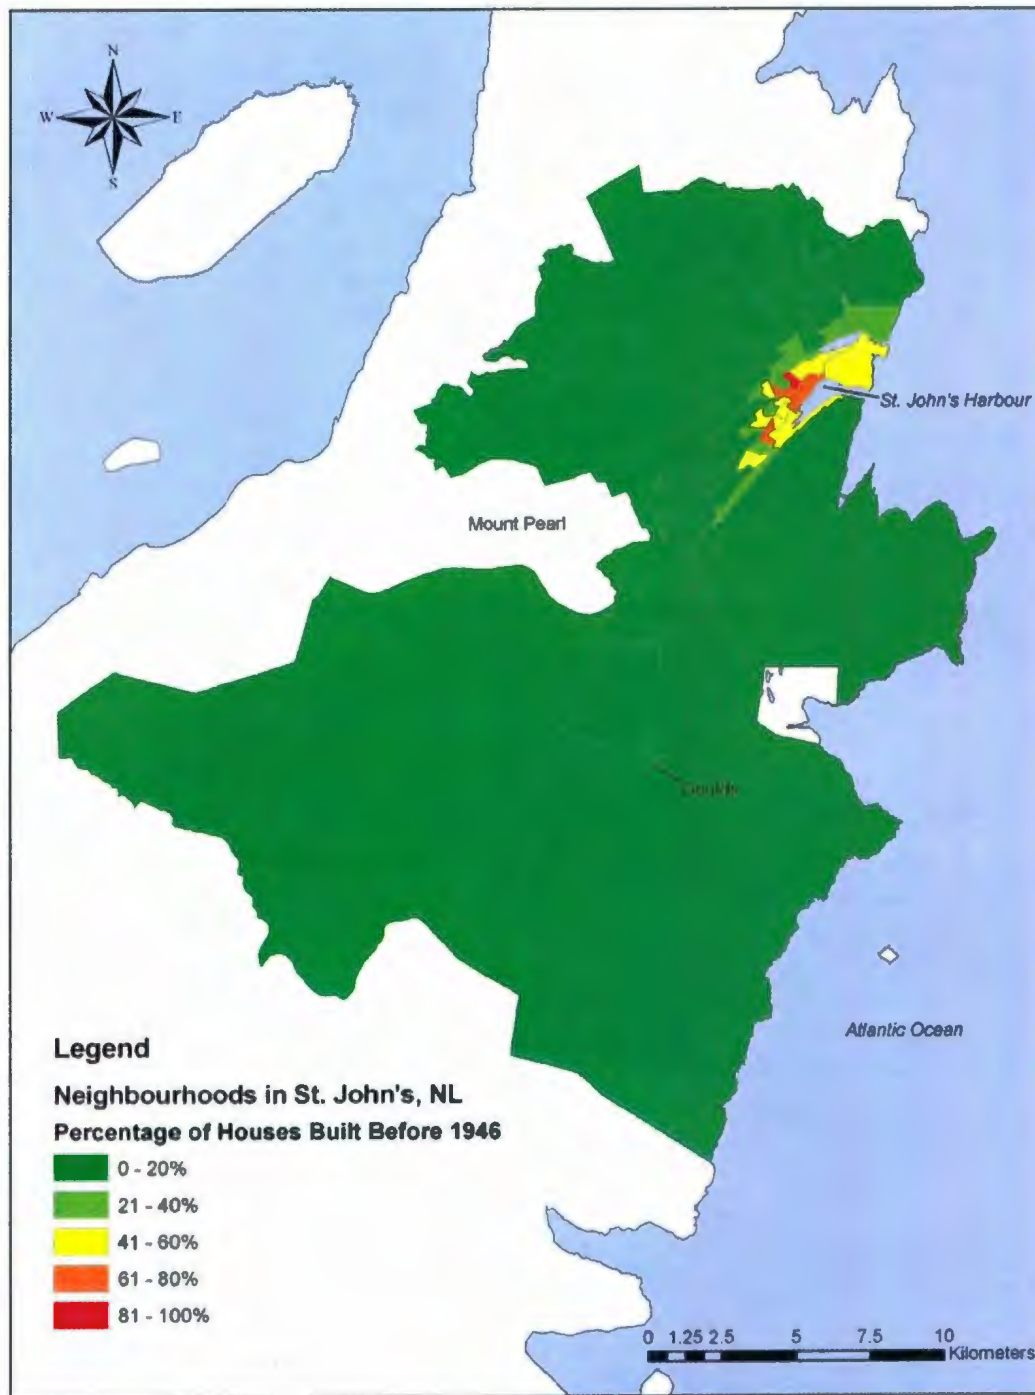 N
W E
S
St. John's Harbour
Mount Pearl
Goulds
Atlantic Ocean
Legend
Neighbourhoods in St. John's, NL
Percentage of Houses Built Before 1946
0 - 20%
21 - 40%
41 - 60%
61 - 80%
81 - 100%
0 1.25 2.5 5 7.5 10
Kilometers